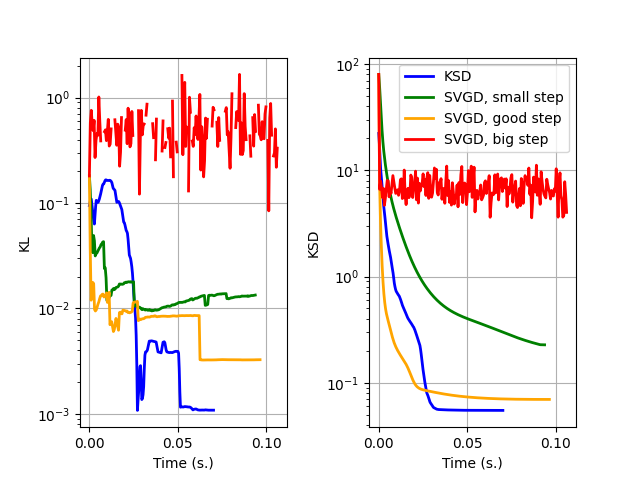 KL
10⁰
10⁻¹
10⁻²
10⁻³
0.00 0.05 0.10
Time (s.)
KSD
10²
10¹
10⁰
10⁻¹
0.00 0.05 0.10
Time (s.)
KSD
SVGD, small step
SVGD, good step
SVGD, big step